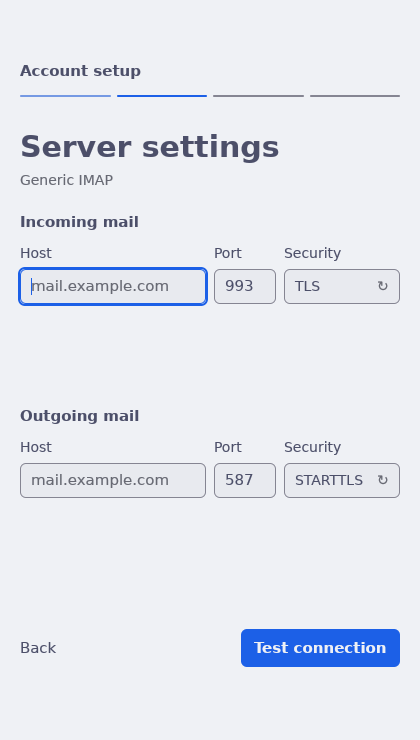 Account setup
Server settings
Generic IMAP
Incoming mail
Host Port Security
mail.example.com 993 TLS ↻
Outgoing mail
Host Port Security
mail.example.com 587 STARTTLS ↻
Back Test connection